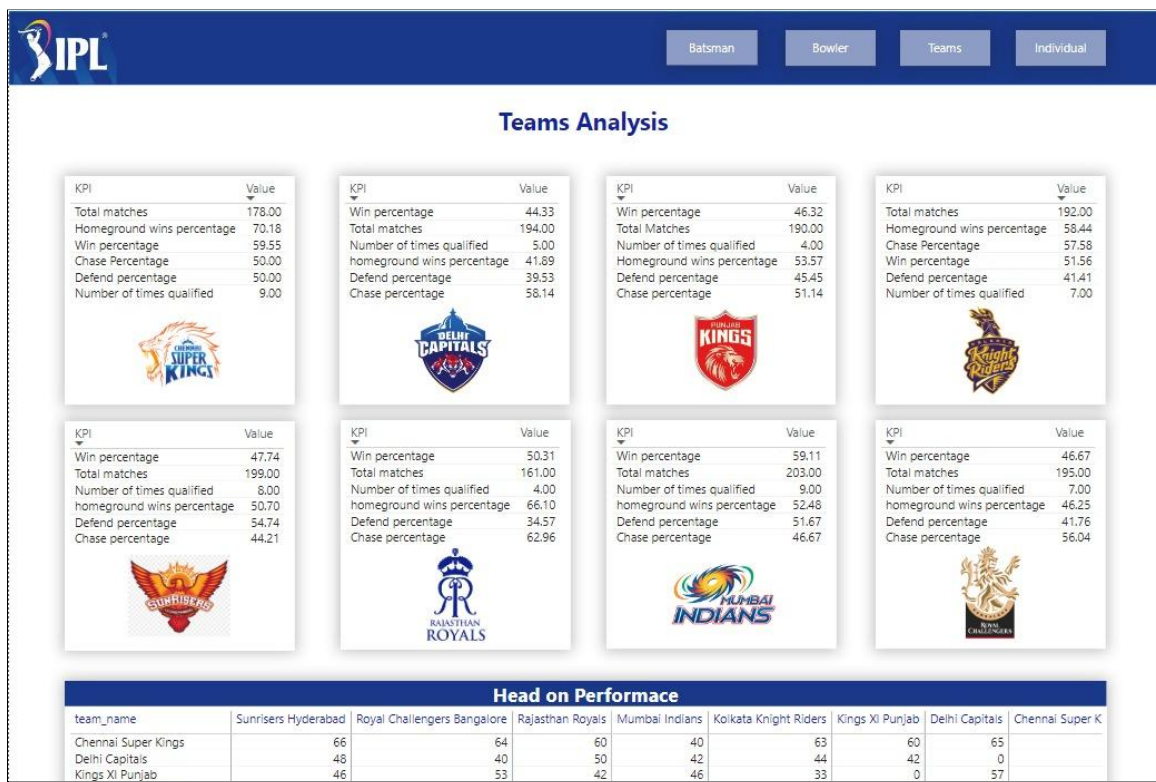 IPL
Batsman Bowler Teams Individual
Teams Analysis
KPI Value
Total matches 178.00
Homeground wins percentage 70.18
Win percentage 59.55
Chase Percentage 50.00
Defend percentage 50.00
Number of times qualified 9.00
CHENNAI
SUPER
KINGS
KPI Value
Win percentage 44.33
Total matches 194.00
Number of times qualified 5.00
homeground wins percentage 41.89
Defend percentage 39.53
Chase percentage 58.14
DELHI
CAPITALS
KPI Value
Win percentage 46.32
Total Matches 190.00
Number of times qualified 4.00
Homeground wins percentage 53.57
Defend percentage 45.45
Chase percentage 51.14
PUNJAB
KINGS
KPI Value
Total matches 192.00
Homeground wins percentage 58.44
Chase Percentage 57.58
Win percentage 51.56
Defend percentage 41.41
Number of times qualified 7.00
KOLKATA
Knight
Riders
KPI Value
Win percentage 47.74
Total matches 199.00
Number of times qualified 8.00
homeground wins percentage 50.70
Defend percentage 54.74
Chase percentage 44.21
SUNRISERS
KPI Value
Win percentage 50.31
Total matches 161.00
Number of times qualified 4.00
homeground wins percentage 66.10
Defend percentage 34.57
Chase percentage 62.96
RAJASTHAN
ROYALS
KPI Value
Win percentage 59.11
Total matches 203.00
Number of times qualified 9.00
homeground wins percentage 52.48
Defend percentage 51.67
Chase percentage 46.67
MUMBAI
INDIANS
KPI Value
Win percentage 46.67
Total matches 195.00
Number of times qualified 7.00
homeground wins percentage 46.25
Defend percentage 41.76
Chase percentage 56.04
ROYAL
CHALLENGERS
Head on Performace
team_name Sunrisers Hyderabad Royal Challengers Bangalore Rajasthan Royals Mumbai Indians Kolkata Knight Riders Kings XI Punjab Delhi Capitals Chennai Super K
Chennai Super Kings 66 64 60 40 63 60 65
Delhi Capitals 48 40 50 42 44 42 0
Kings XI Punjab 46 53 42 46 33 0 57